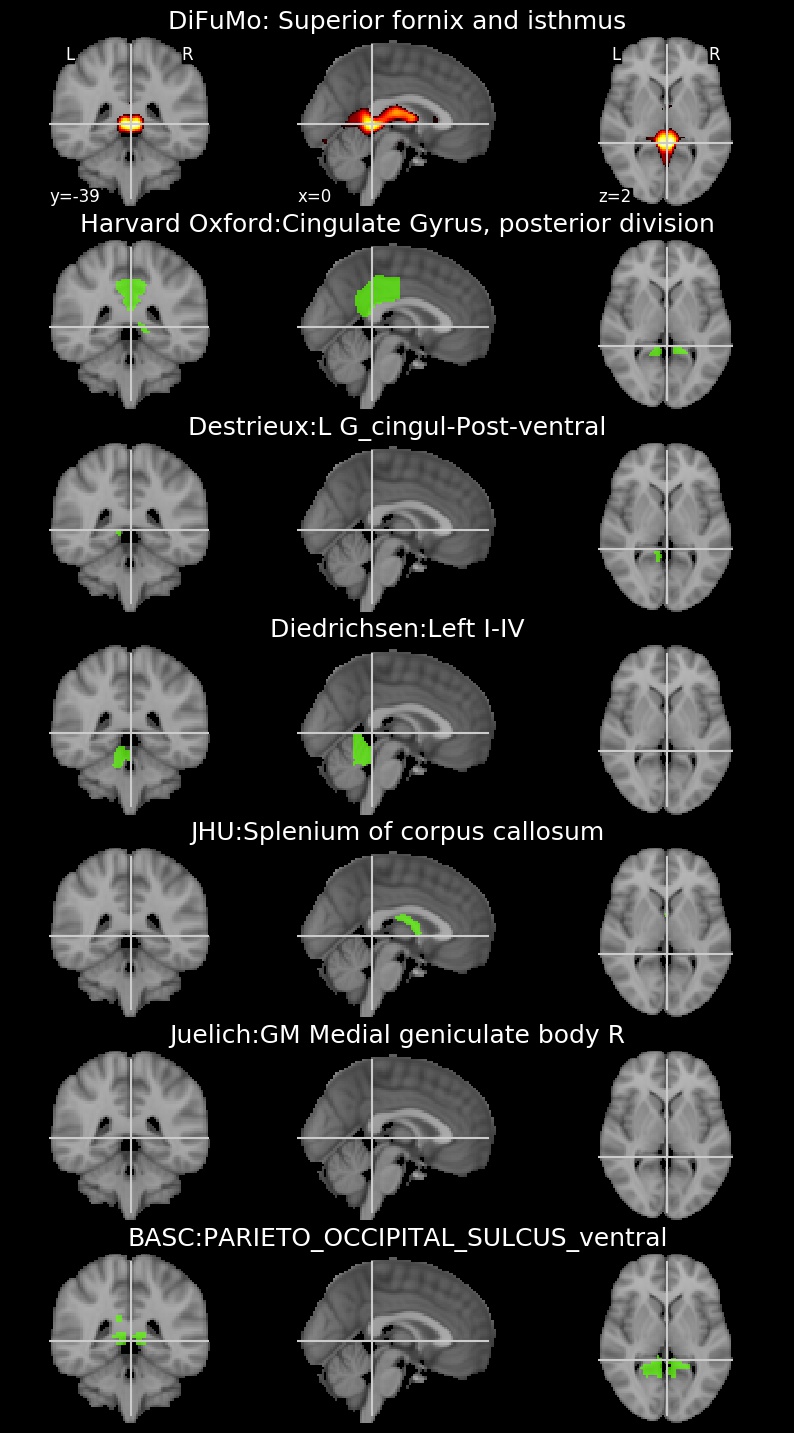 DiFuMo: Superior fornix and isthmus
L R L R
y=-39 x=0 z=2
Harvard Oxford:Cingulate Gyrus, posterior division
Destrieux:L G_cingul-Post-ventral
Diedrichsen:Left I-IV
JHU:Splenium of corpus callosum
Juelich:GM Medial geniculate body R
BASC:PARIETO_OCCIPITAL_SULCUS_ventral